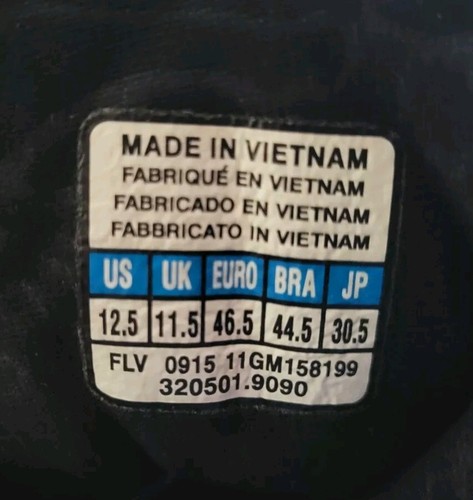 MADE IN VIETNAM
FABRIQUÉ EN VIETNAM
FABRICADO EN VIETNAM
FABBRICATO IN VIETNAM
US UK EURO BRA JP
12.5 11.5 46.5 44.5 30.5
FLV 0915 11GM158199
320501.9090